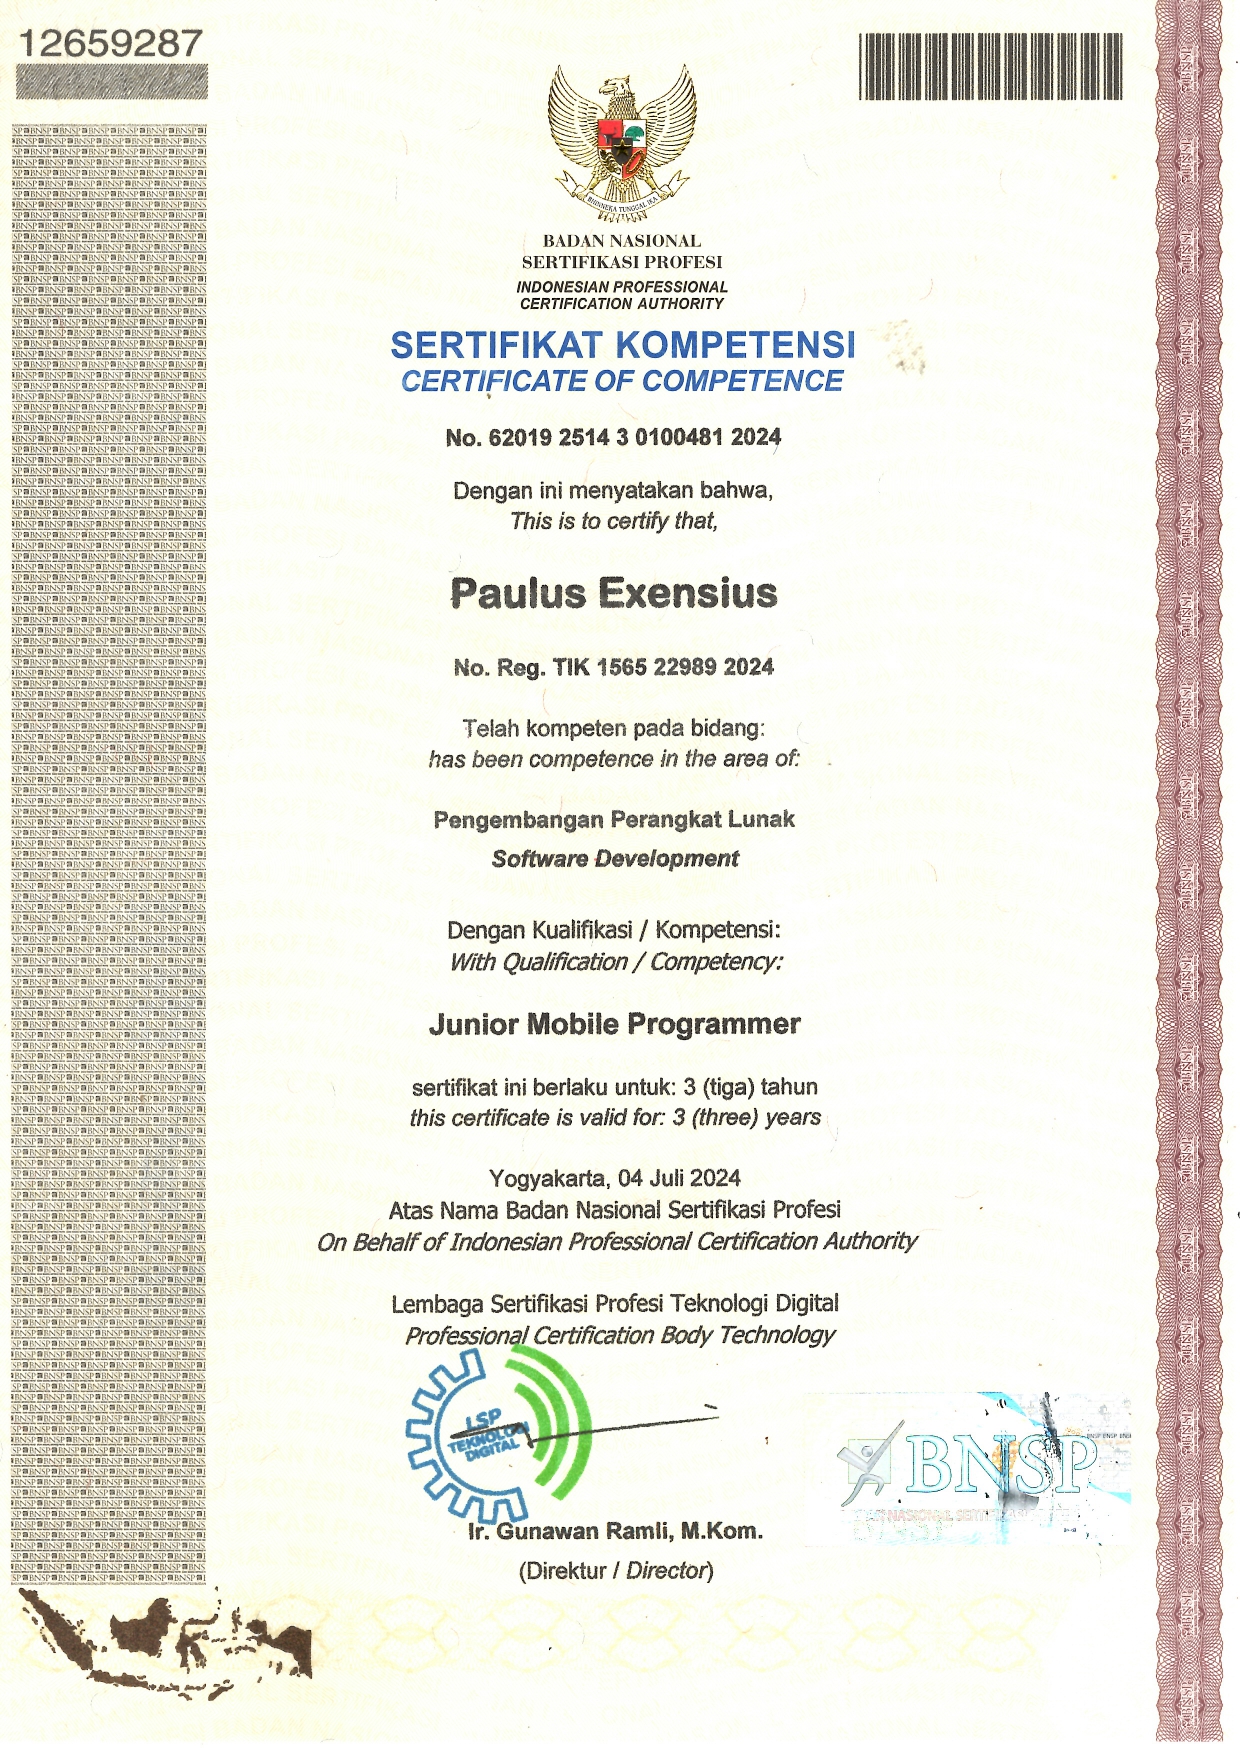 12659287
BHINNEKA TUNGGAL IKA
BADAN NASIONAL
SERTIFIKASI PROFESI
INDONESIAN PROFESSIONAL
CERTIFICATION AUTHORITY
SERTIFIKAT KOMPETENSI
CERTIFICATE OF COMPETENCE
No. 62019 2514 3 0100481 2024
Dengan ini menyatakan bahwa,
This is to certify that,
Paulus Exensius
No. Reg. TIK 1565 22989 2024
Telah kompeten pada bidang:
has been competence in the area of:
Pengembangan Perangkat Lunak
Software Development
Dengan Kualifikasi / Kompetensi:
With Qualification / Competency:
Junior Mobile Programmer
sertifikat ini berlaku untuk: 3 (tiga) tahun
this certificate is valid for: 3 (three) years
Yogyakarta, 04 Juli 2024
Atas Nama Badan Nasional Sertifikasi Profesi
On Behalf of Indonesian Professional Certification Authority
Lembaga Sertifikasi Profesi Teknologi Digital
Professional Certification Body Technology
LSP
TEKNOLOGI
DIGITAL
BNSP
Ir. Gunawan Ramli, M.Kom.
(Direktur / Director)